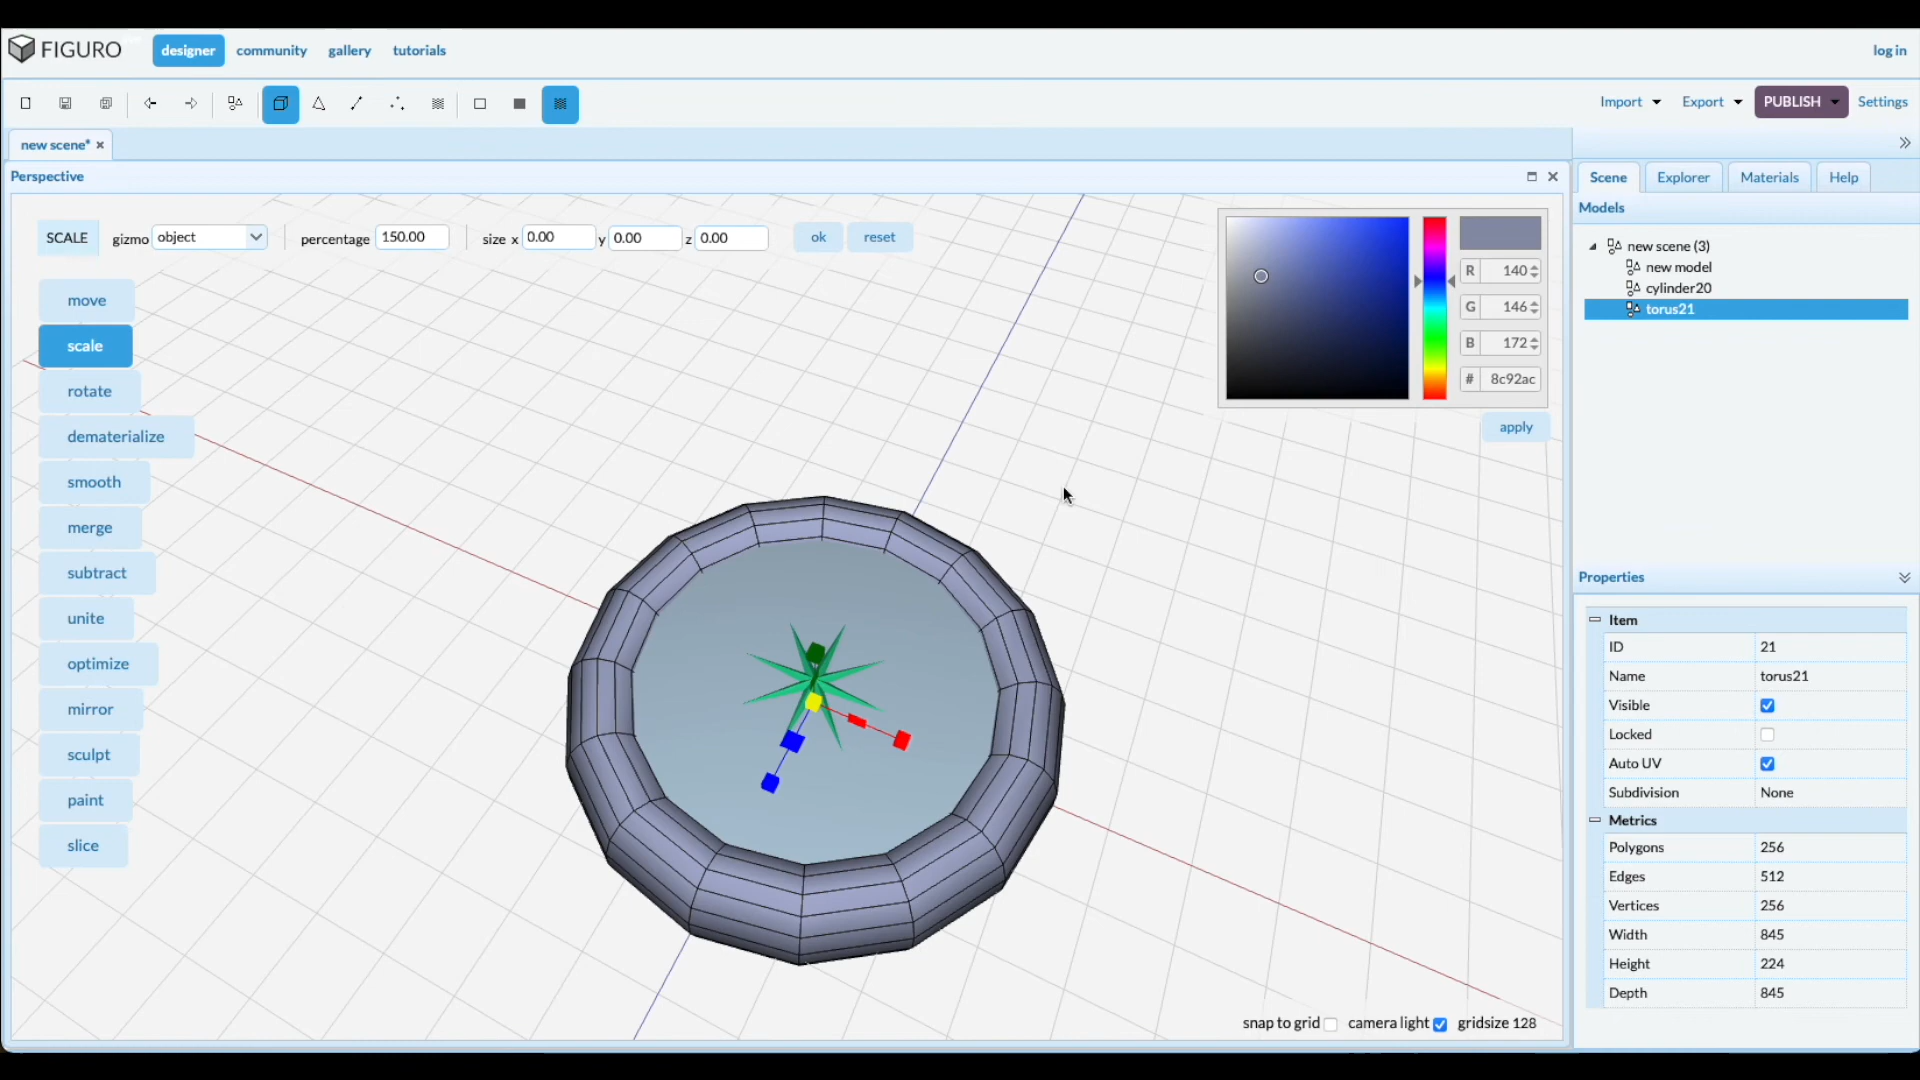 FIGURO designer community gallery tutorials log in
Import Export PUBLISH Settings
new scene* ×
Perspective
SCALE gizmo object percentage 150.00 size x 0.00 y 0.00 z 0.00 ok reset
move
scale
rotate
dematerialize
smooth
merge
subtract
unite
optimize
mirror
sculpt
paint
slice
R 140
G 146
B 172
# 8c92ac
apply
snap to grid camera light gridsize 128
Scene Explorer Materials Help
Models
new scene (3)
new model
cylinder20
torus21
Properties
Item
ID 21
Name torus21
Visible
Locked
Auto UV
Subdivision None
Metrics
Polygons 256
Edges 512
Vertices 256
Width 845
Height 224
Depth 845